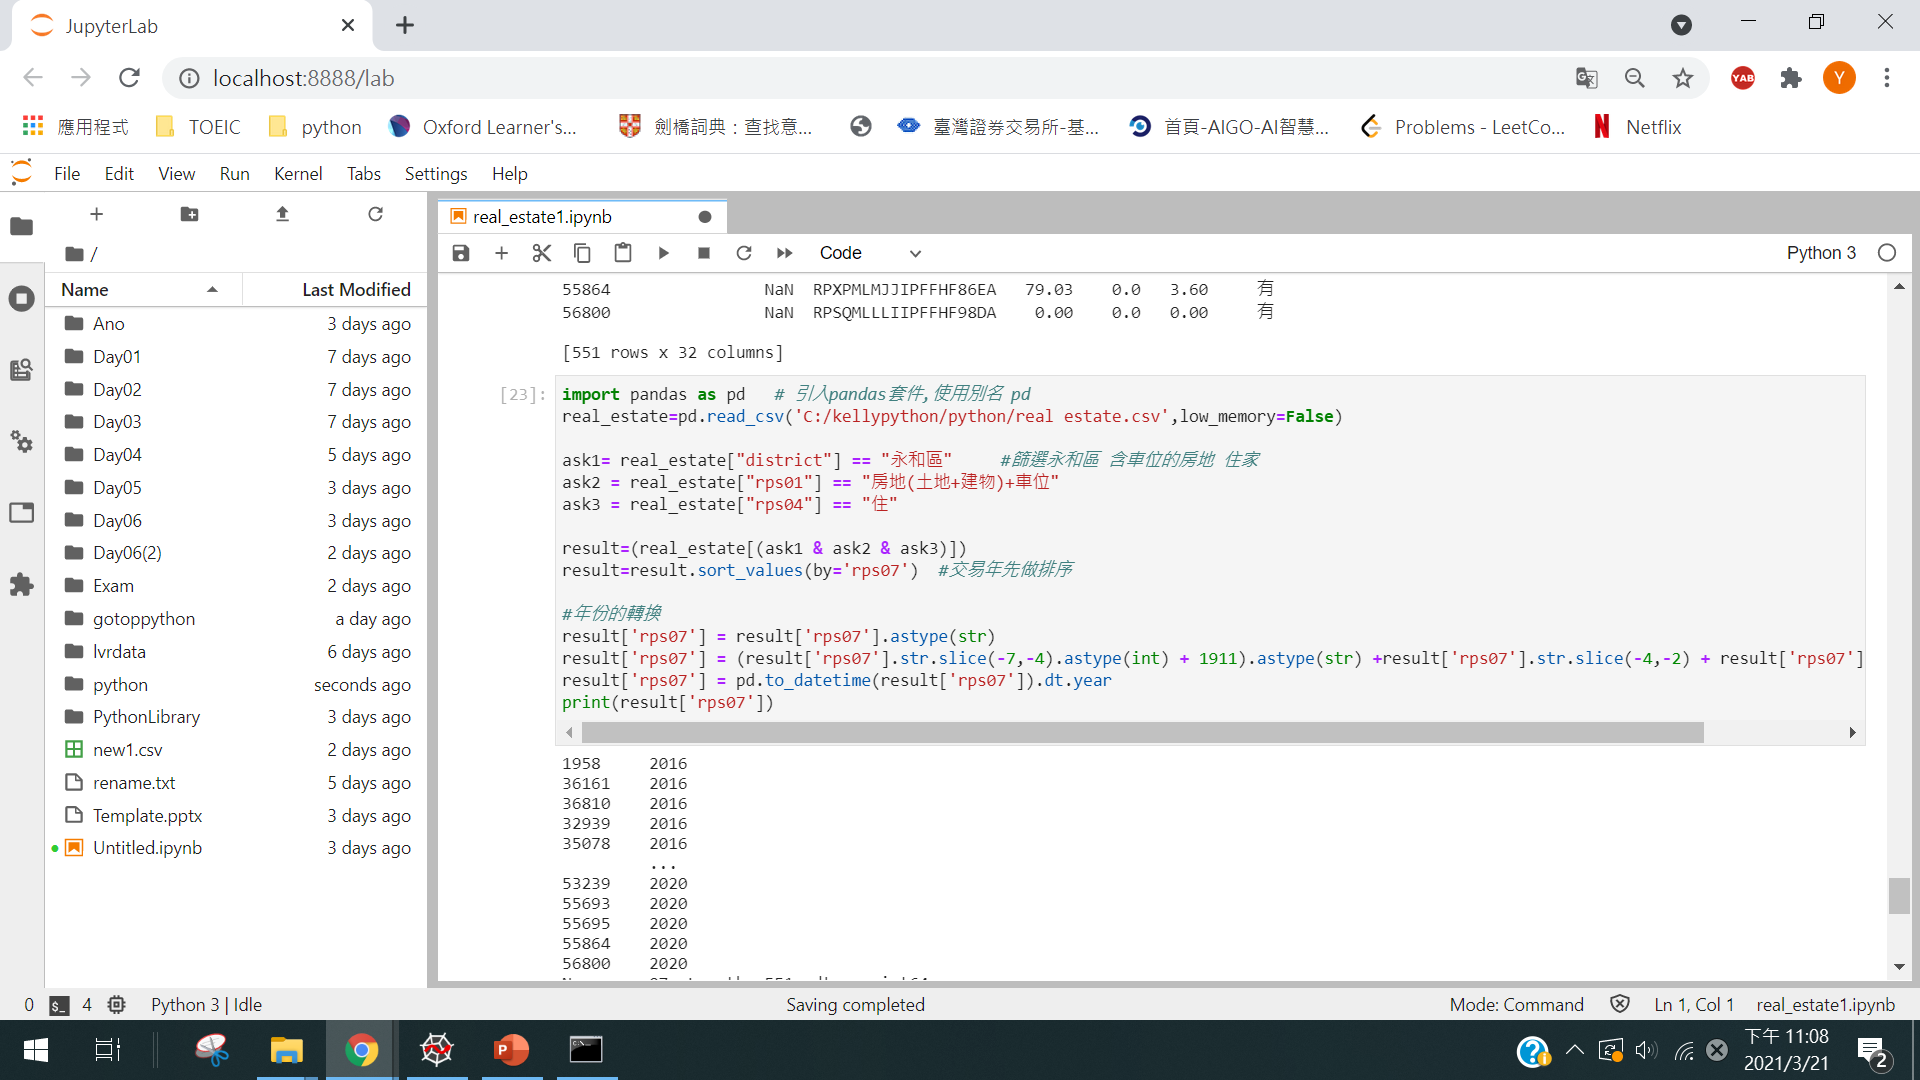 JupyterLab
localhost:8888/lab
YAB
Y
應用程式
TOEIC
python
Oxford Learner's...
劍橋詞典：查找意...
臺灣證券交易所-基...
首頁-AIGO-AI智慧...
Problems - LeetCo...
Netflix
File Edit View Run Kernel Tabs Settings Help
real_estate1.ipynb
/
Code
Python 3
Name Last Modified
Ano 3 days ago
Day01 7 days ago
Day02 7 days ago
Day03 7 days ago
Day04 5 days ago
Day05 3 days ago
Day06 3 days ago
Day06(2) 2 days ago
Exam 2 days ago
gotoppython a day ago
lvrdata 6 days ago
python seconds ago
PythonLibrary 3 days ago
new1.csv 2 days ago
rename.txt 5 days ago
Template.pptx 3 days ago
Untitled.ipynb 3 days ago
55864 NaN RPXPMLMJJIPFFHF86EA 79.03 0.0 3.60 有
56800 NaN RPSQMLLLIIPFFHF98DA 0.00 0.0 0.00 有
[551 rows x 32 columns]
[23]:
import pandas as pd # 引入pandas套件,使用別名 pd
real_estate=pd.read_csv('C:/kellypython/python/real estate.csv',low_memory=False)
ask1= real_estate["district"] == "永和區" #篩選永和區 含車位的房地 住家
ask2 = real_estate["rps01"] == "房地(土地+建物)+車位"
ask3 = real_estate["rps04"] == "住"
result=(real_estate[(ask1 & ask2 & ask3)])
result=result.sort_values(by='rps07') #交易年先做排序
#年份的轉換
result['rps07'] = result['rps07'].astype(str)
result['rps07'] = (result['rps07'].str.slice(-7,-4).astype(int) + 1911).astype(str) +result['rps07'].str.slice(-4,-2) + result['rps07']
result['rps07'] = pd.to_datetime(result['rps07']).dt.year
print(result['rps07'])
1958 2016
36161 2016
36810 2016
32939 2016
35078 2016
...
53239 2020
55693 2020
55695 2020
55864 2020
56800 2020
0 4 Python 3 | Idle
Saving completed
Mode: Command
Ln 1, Col 1
real_estate1.ipynb
下午 11:08
2021/3/21
2